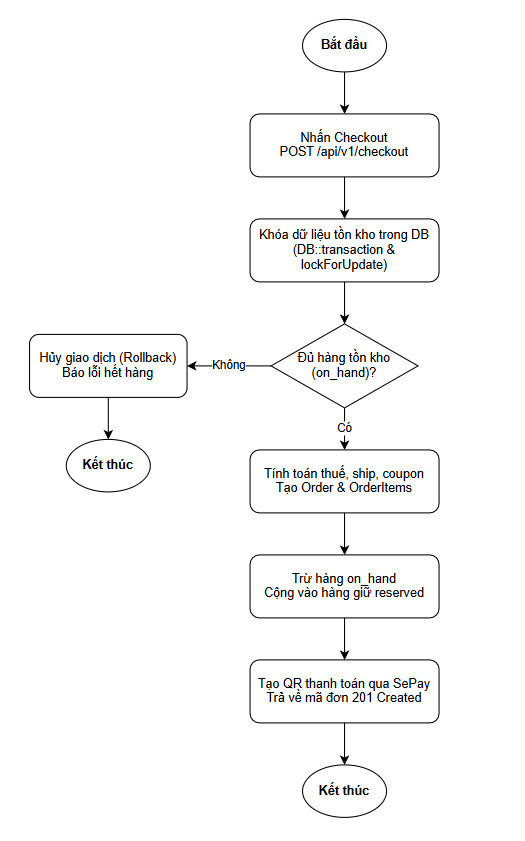 Bắt đầu
Nhấn Checkout
POST /api/v1/checkout
Khóa dữ liệu tồn kho trong DB
(DB::transaction &
lockForUpdate)
Đủ hàng tồn kho
(on_hand)?
Không
Hủy giao dịch (Rollback)
Báo lỗi hết hàng
Kết thúc
Có
Tính toán thuế, ship, coupon
Tạo Order & OrderItems
Trừ hàng on_hand
Cộng vào hàng giữ reserved
Tạo QR thanh toán qua SePay
Trả về mã đơn 201 Created
Kết thúc